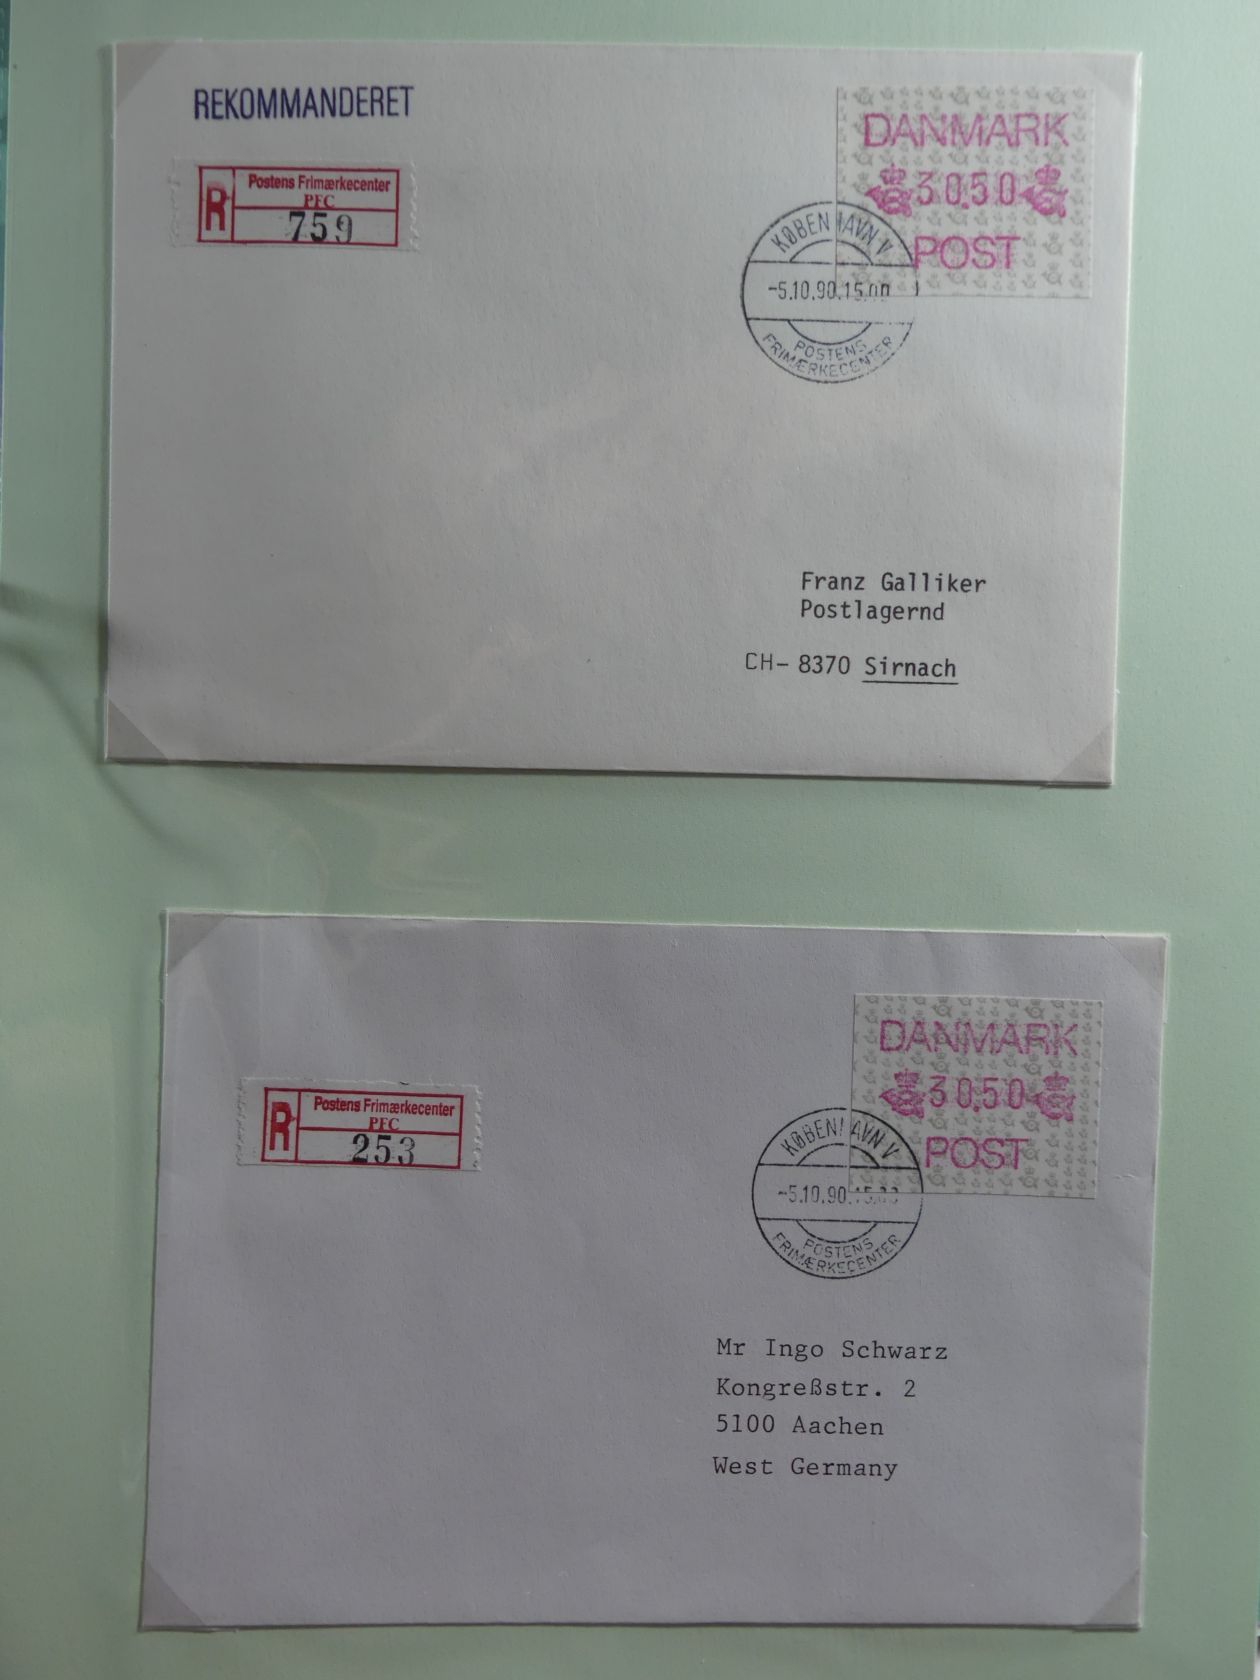 REKOMMANDERET
R
Postens Frimærkecenter
PFC
759
DANMARK
30.50
POST
KØBENHAVN V
-5.10.90.15.00
POSTENS
FRIMÆRKECENTER
Franz Galliker
Postlagernd
CH- 8370 Sirnach
R
Postens Frimærkecenter
PFC
253
DANMARK
30.50
POST
KØBENHAVN V
-5.10.90.
POSTENS
FRIMÆRKECENTER
Mr Ingo Schwarz
Kongreßstr. 2
5100 Aachen
West Germany